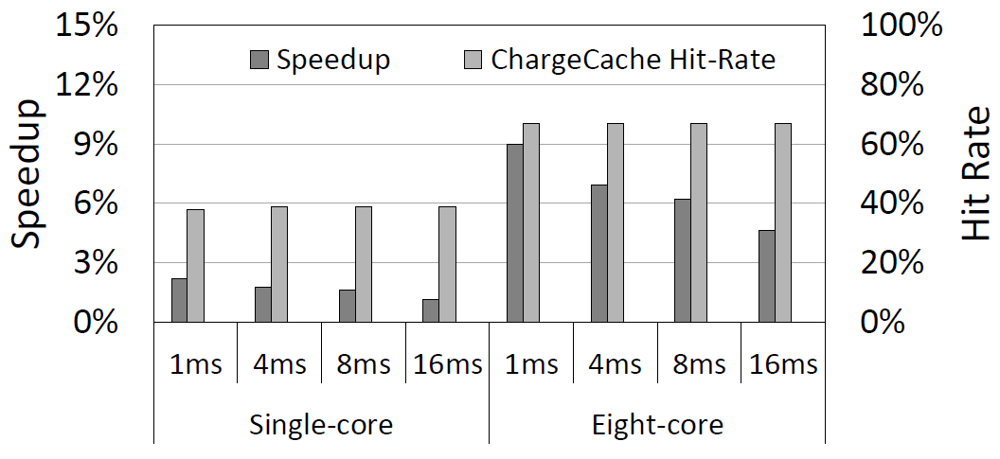 15% 100%
Speedup ChargeCache Hit-Rate
12% 80%
9% 60%
6% 40%
3% 20%
0% 0%
Speedup
Hit Rate
1ms 4ms 8ms 16ms 1ms 4ms 8ms 16ms
Single-core Eight-core